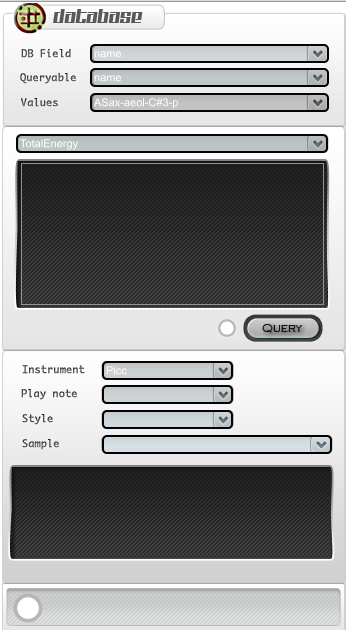 database
DB Field name
Queryable name
Values ASax-aeol-C#3-p
TotalEnergy
QUERY
Instrument Picc
Play note
Style
Sample